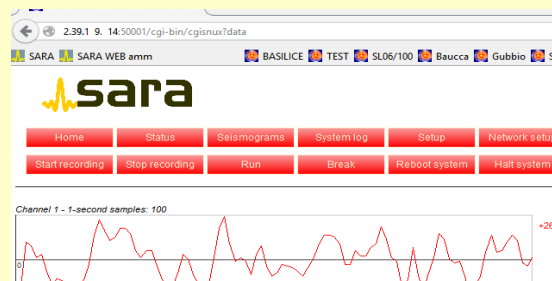 2.39.1 9. 14:50001/cgi-bin/cgisnux?data
SARA SARA WEB amm BASILICE TEST SL06/100 Baucca Gubbio S
sara
Home Status Seismograms System log Setup Network setu
Start recording Stop recording Run Break Reboot system Halt system
Channel 1 - 1-second samples: 100
+26
0